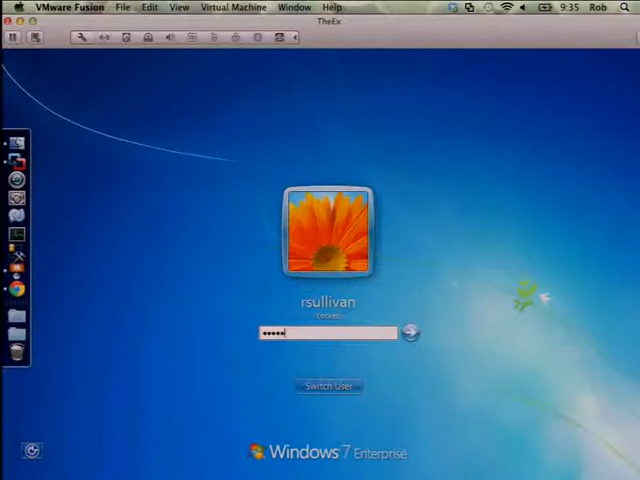 VMware Fusion File Edit View Virtual Machine Window Help 9:35 Rob
TheEx
rsullivan
Locked
Switch User
Windows 7 Enterprise